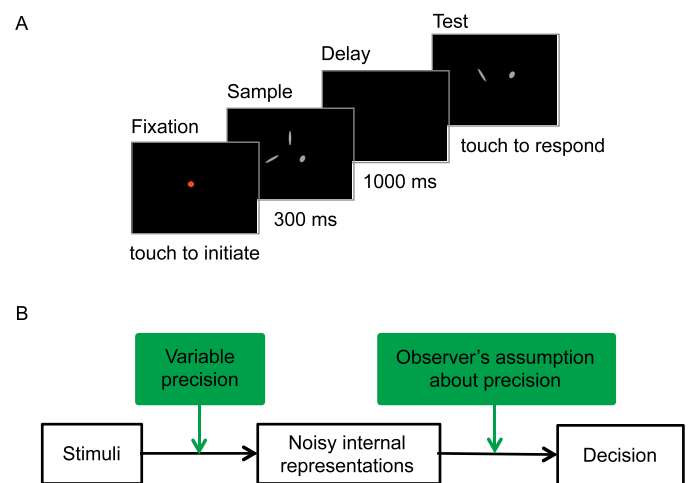 A
Test
Delay
Sample
Fixation
touch to respond
1000 ms
300 ms
touch to initiate
B
Variable
precision
Observer's assumption
about precision
Stimuli
Noisy internal
representations
Decision